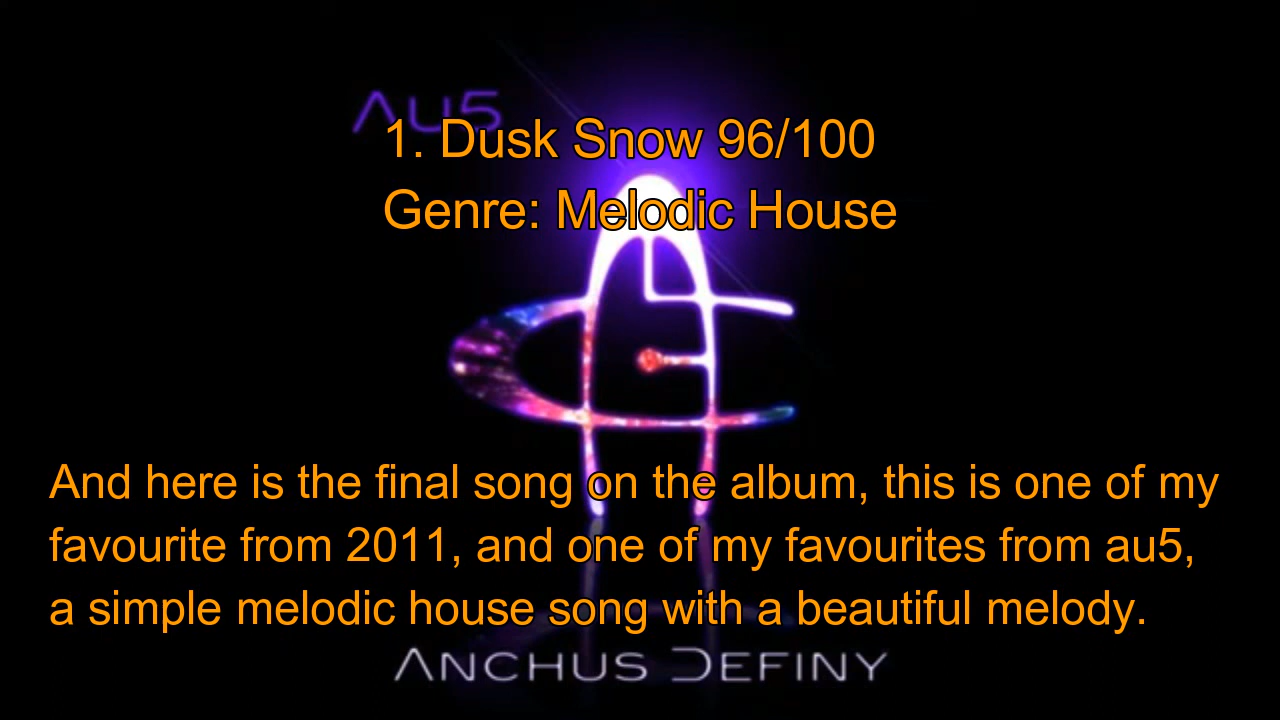 Au5
1. Dusk Snow 96/100
Genre: Melodic House
And here is the final song on the album, this is one of my
favourite from 2011, and one of my favourites from au5,
a simple melodic house song with a beautiful melody.
ANCHUS DEFINY